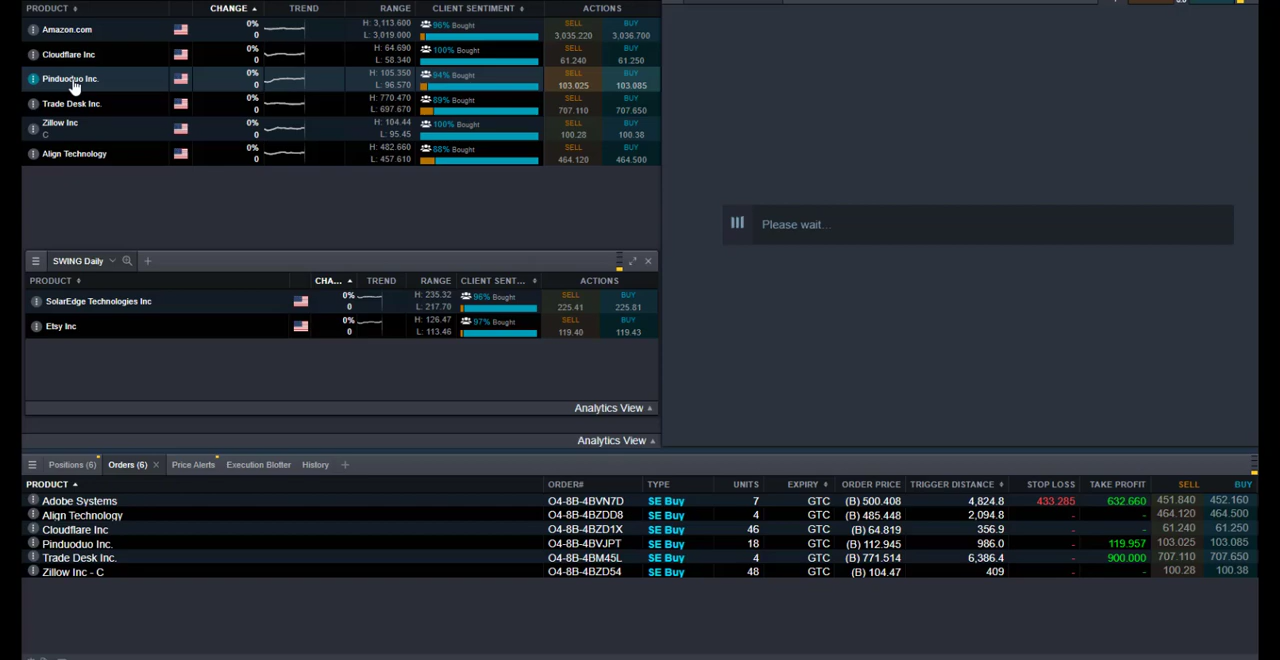 PRODUCT CHANGE TREND RANGE CLIENT SENTIMENT ACTIONS
Amazon.com 0% 0 H: 3,113.600 L: 3,019.000 96% Bought SELL 3,035.220 BUY 3,036.700
Cloudflare Inc 0% 0 H: 64.690 L: 58.340 100% Bought SELL 61.240 BUY 61.250
Pinduoduo Inc. 0% 0 H: 105.350 L: 96.570 94% Bought SELL 103.025 BUY 103.085
Trade Desk Inc. 0% 0 H: 770.470 L: 697.670 89% Bought SELL 707.110 BUY 707.650
Zillow Inc C 0% 0 H: 104.44 L: 95.45 100% Bought SELL 100.28 BUY 100.38
Align Technology 0% 0 H: 482.660 L: 457.610 88% Bought SELL 464.120 BUY 464.500
Please wait...
SWING Daily
PRODUCT CHA... TREND RANGE CLIENT SENT... ACTIONS
SolarEdge Technologies Inc 0% 0 H: 235.32 L: 217.70 96% Bought SELL 225.41 BUY 225.81
Etsy Inc 0% 0 H: 126.47 L: 113.46 97% Bought SELL 119.40 BUY 119.43
Analytics View
Analytics View
Positions (6) Orders (6) Price Alerts Execution Blotter History
PRODUCT ORDER# TYPE UNITS EXPIRY ORDER PRICE TRIGGER DISTANCE STOP LOSS TAKE PROFIT SELL BUY
Adobe Systems O4-8B-4BVN7D SE Buy 7 GTC (B) 500.408 4,824.8 433.285 632.660 451.840 452.160
Align Technology O4-8B-4BZDD8 SE Buy 4 GTC (B) 485.448 2,094.8 - - 464.120 464.500
Cloudflare Inc O4-8B-4BZD1X SE Buy 46 GTC (B) 64.819 356.9 - - 61.240 61.250
Pinduoduo Inc. O4-8B-4BVJPT SE Buy 18 GTC (B) 112.945 986.0 - 119.957 103.025 103.085
Trade Desk Inc. O4-8B-4BM45L SE Buy 4 GTC (B) 771.514 6,386.4 - 900.000 707.110 707.650
Zillow Inc - C O4-8B-4BZD54 SE Buy 48 GTC (B) 104.47 409 - - 100.28 100.38